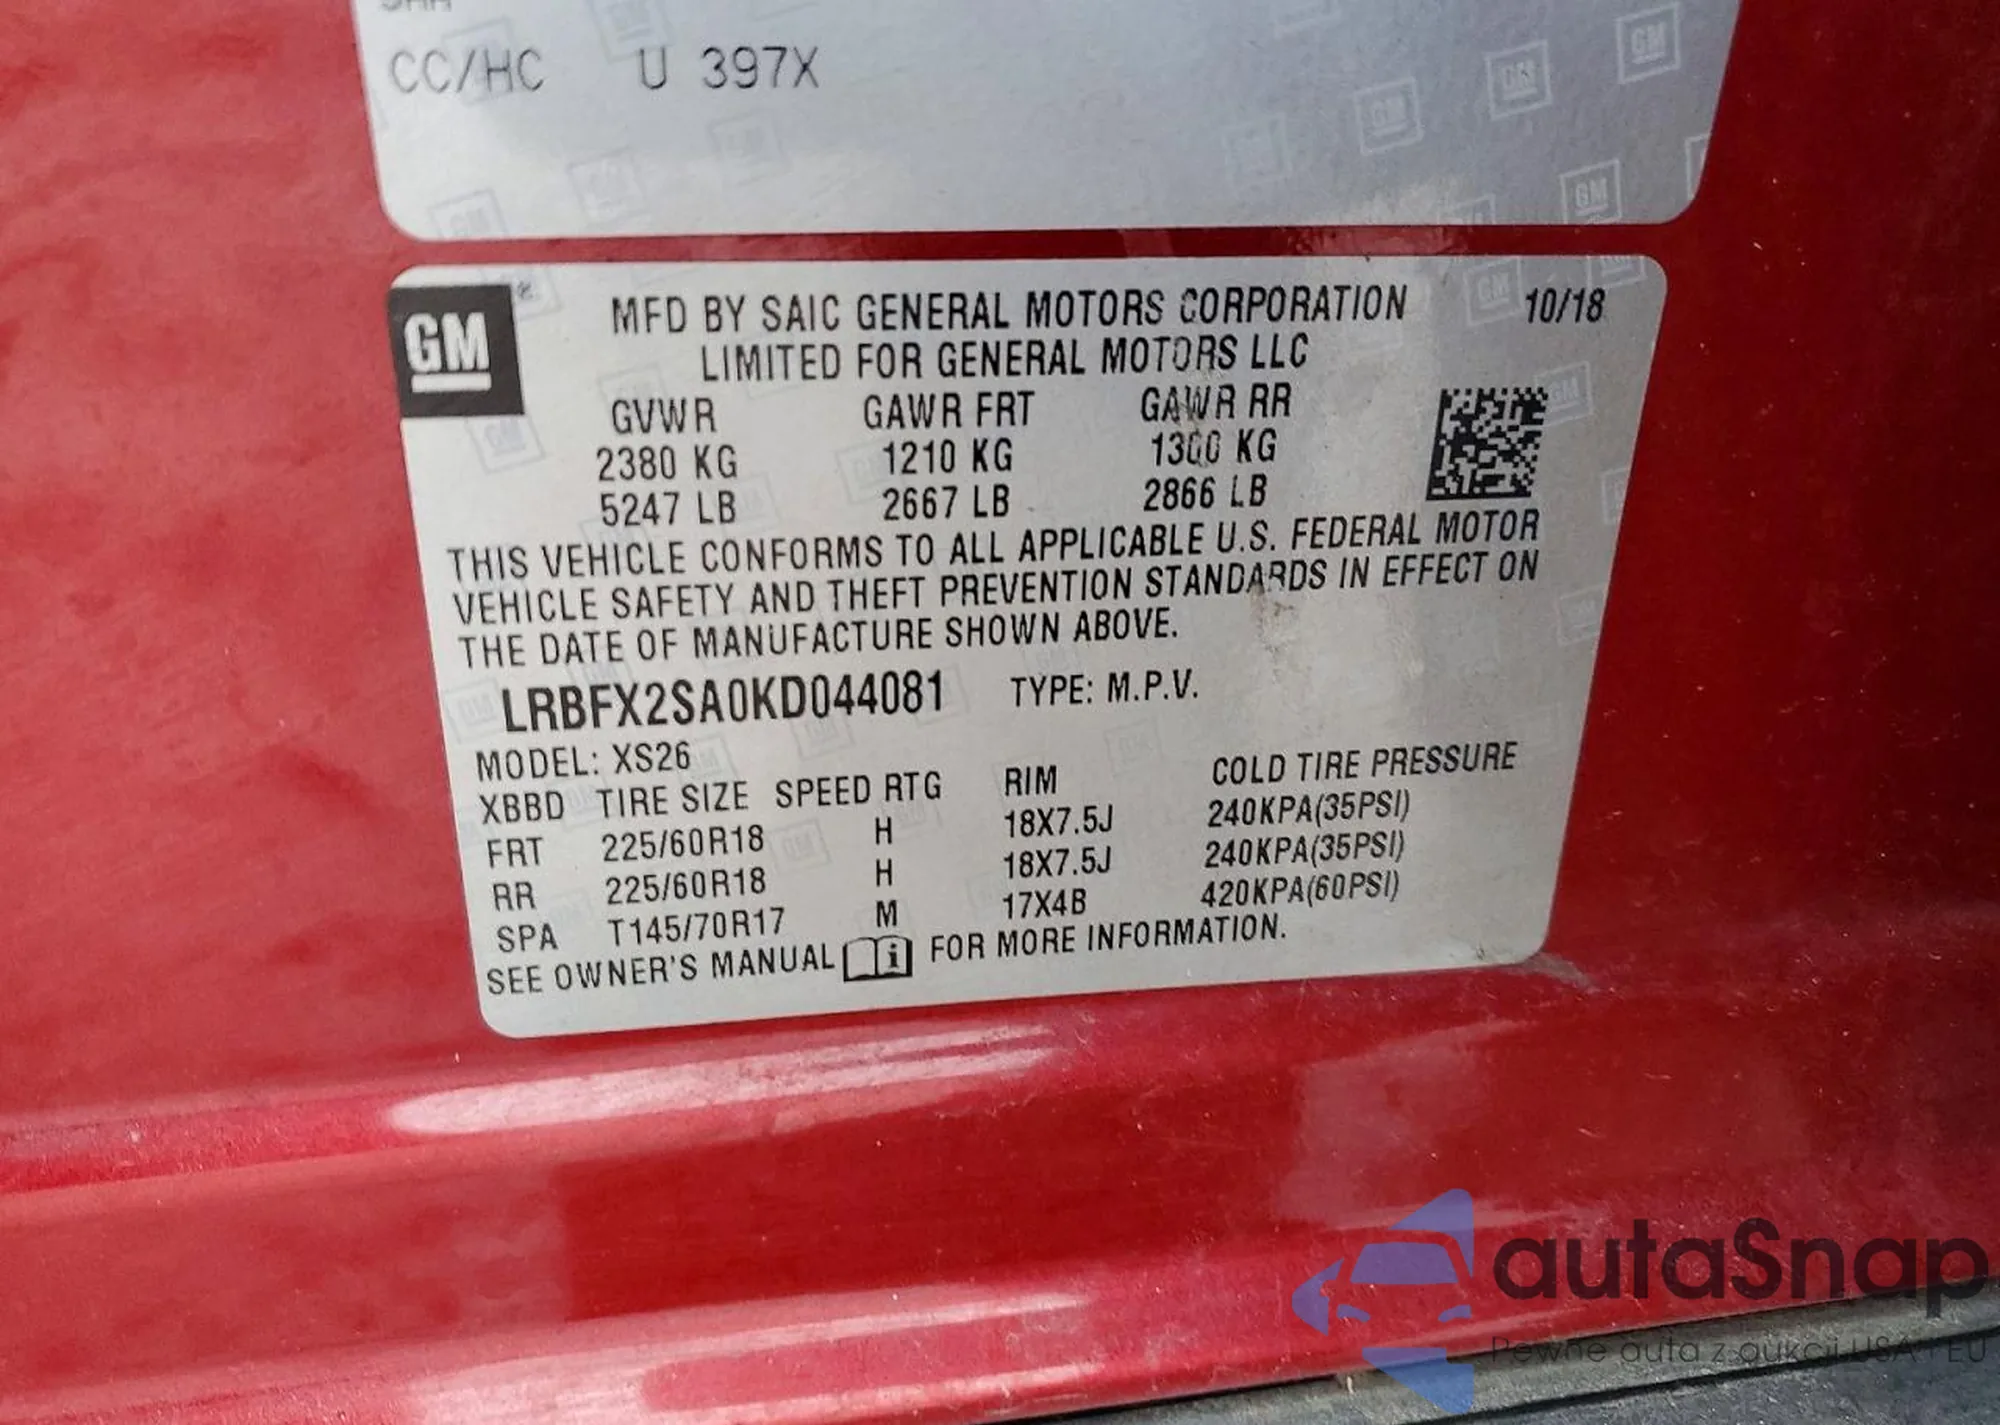 CC/HC U 397X
GM
MFD BY SAIC GENERAL MOTORS CORPORATION 10/18
LIMITED FOR GENERAL MOTORS LLC
GVWR GAWR FRT GAWR RR
2380 KG 1210 KG 1300 KG
5247 LB 2667 LB 2866 LB
THIS VEHICLE CONFORMS TO ALL APPLICABLE U.S. FEDERAL MOTOR
VEHICLE SAFETY AND THEFT PREVENTION STANDARDS IN EFFECT ON
THE DATE OF MANUFACTURE SHOWN ABOVE.
LRBFX2SA0KD044081 TYPE: M.P.V.
MODEL: XS26
XBBD TIRE SIZE SPEED RTG RIM COLD TIRE PRESSURE
FRT 225/60R18 H 18X7.5J 240KPA(35PSI)
RR 225/60R18 H 18X7.5J 240KPA(35PSI)
SPA T145/70R17 M 17X4B 420KPA(60PSI)
SEE OWNER'S MANUAL i FOR MORE INFORMATION.
autaSnap
Pewne auta z aukcji USA i EU